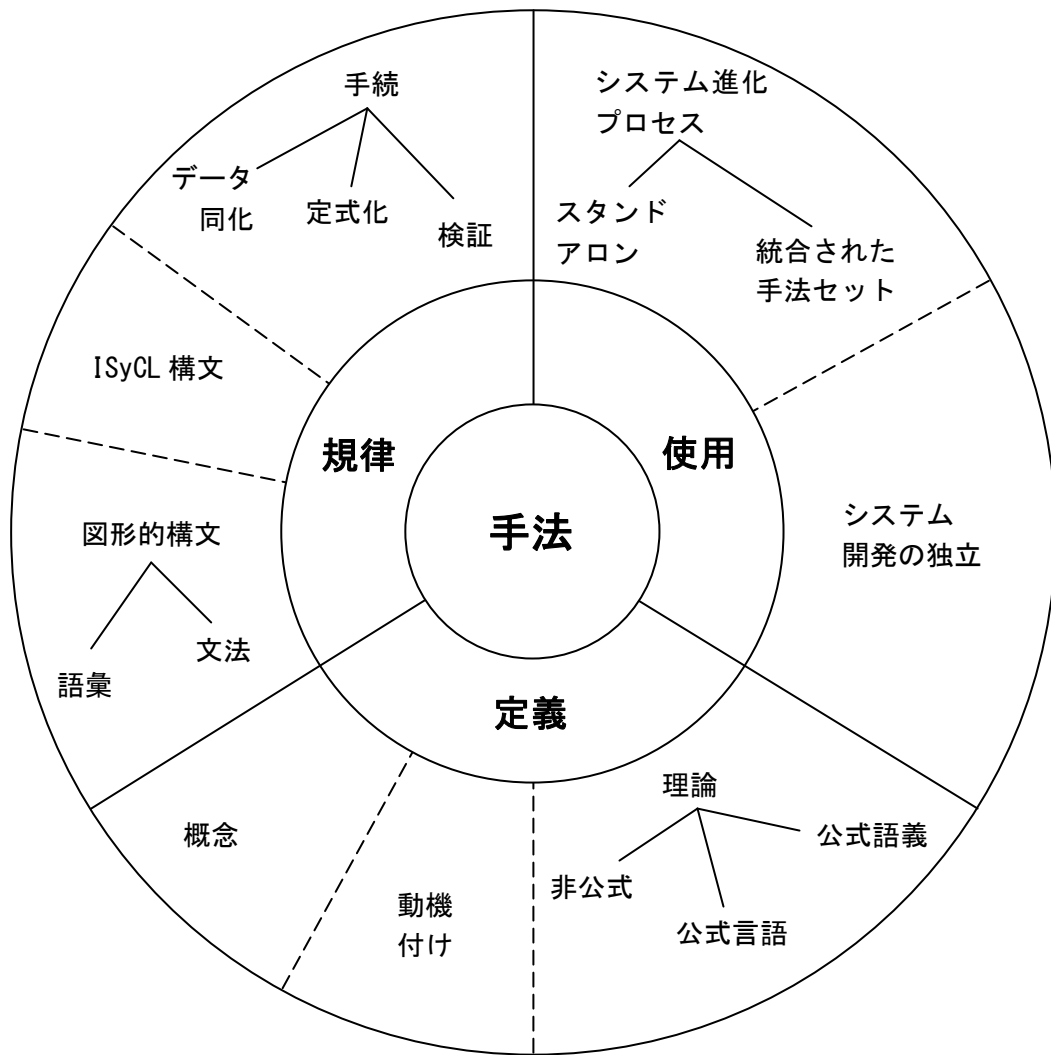 手続
データ
同化
定式化
検証
システム進化
プロセス
スタンド
アロン
統合された
手法セット
ISyCL 構文
規律
使用
手法
定義
図形的構文
語彙
文法
システム
開発の独立
概念
動機
付け
理論
非公式
公式言語
公式語義